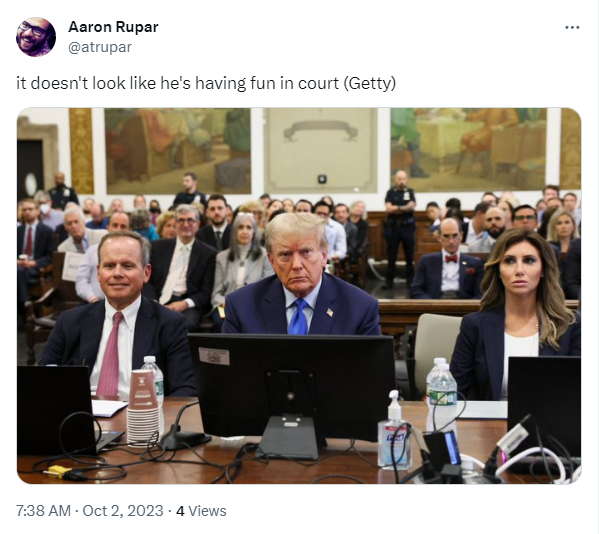 Aaron Rupar
@atrupar
it doesn't look like he's having fun in court (Getty)
7:38 AM · Oct 2, 2023 · 4 Views